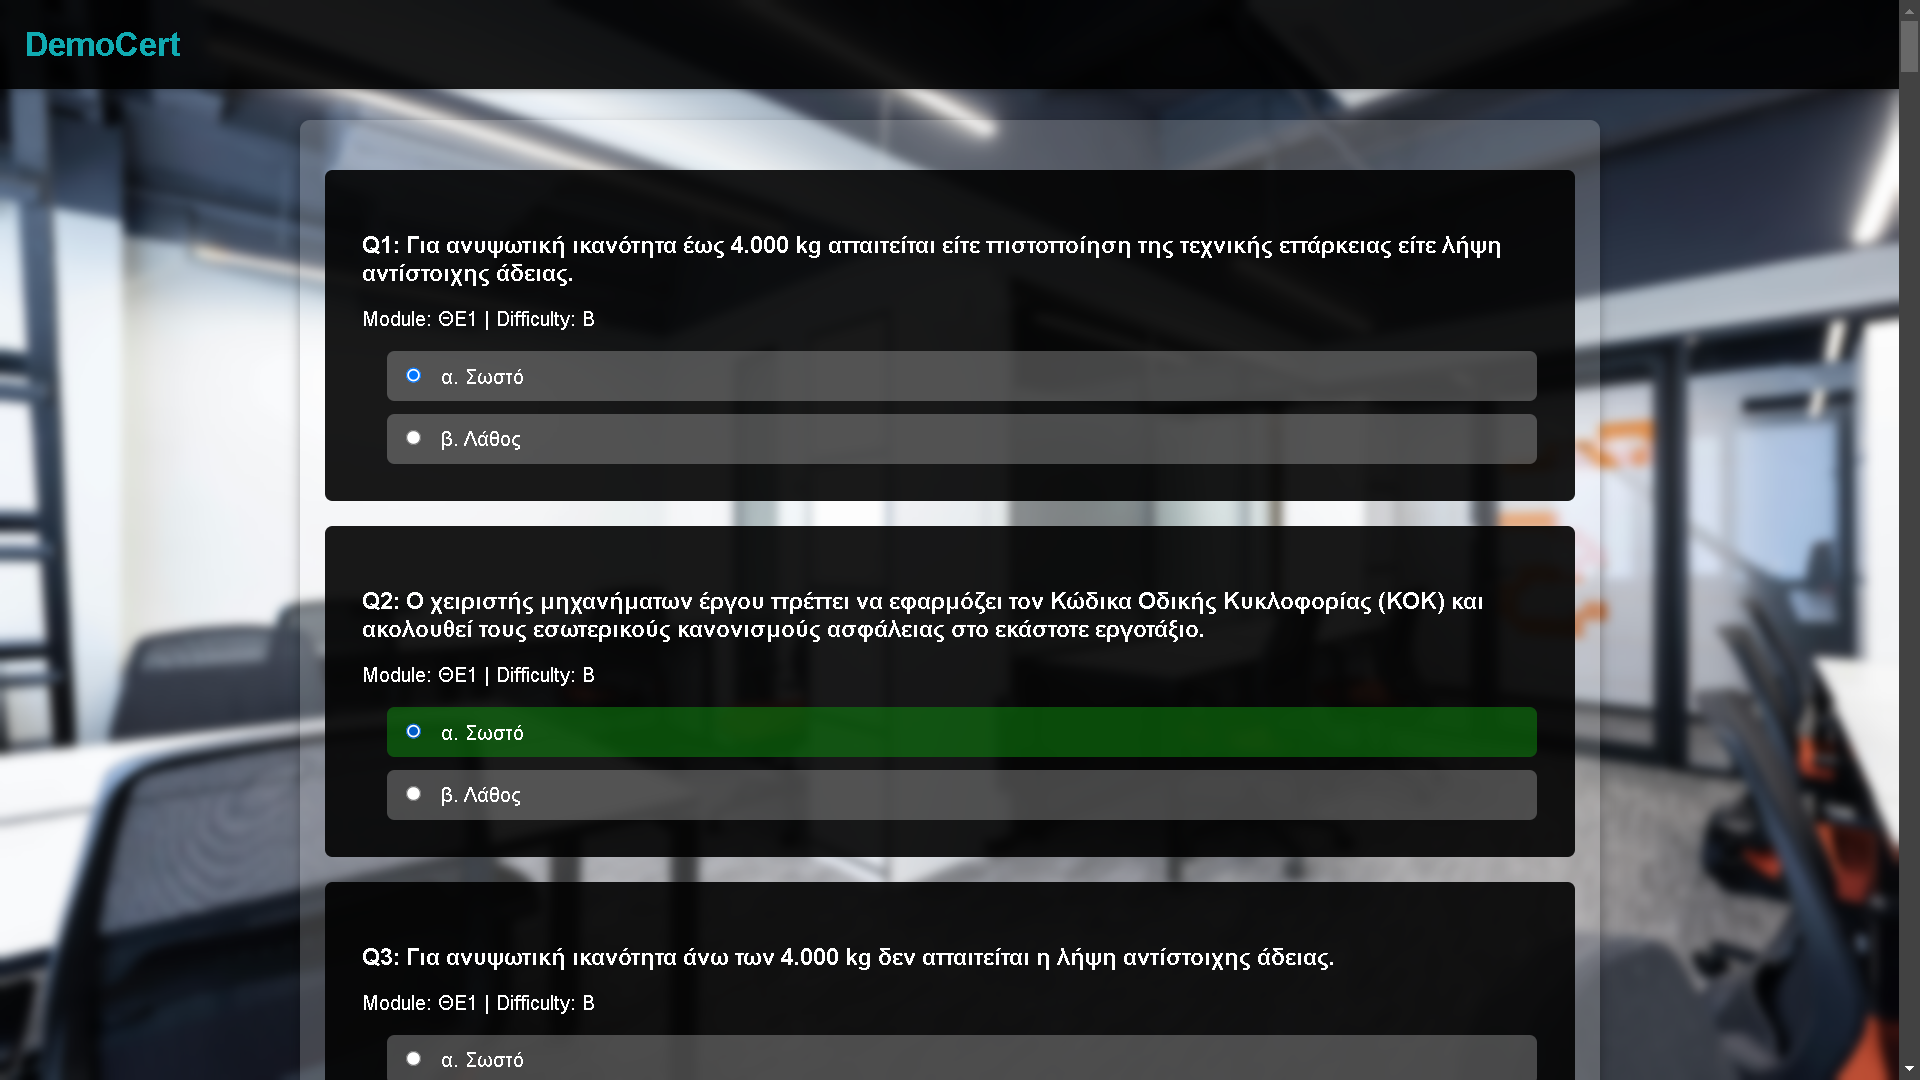 DemoCert
Q1: Για ανυψωτική ικανότητα έως 4.000 kg απαιτείται είτε πιστοποίηση της τεχνικής επάρκειας είτε λήψη
αντίστοιχης άδειας.
Module: ΘΕ1 | Difficulty: B
α. Σωστό
β. Λάθος
Q2: Ο χειριστής μηχανήματων έργου πρέπει να εφαρμόζει τον Κώδικα Οδικής Κυκλοφορίας (ΚΟΚ) και
ακολουθεί τους εσωτερικούς κανονισμούς ασφάλειας στο εκάστοτε εργοτάξιο.
Module: ΘΕ1 | Difficulty: B
α. Σωστό
β. Λάθος
Q3: Για ανυψωτική ικανότητα άνω των 4.000 kg δεν απαιτείται η λήψη αντίστοιχης άδειας.
Module: ΘΕ1 | Difficulty: B
α. Σωστό